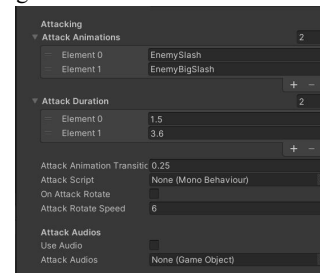 Attacking
Attack Animations 2
Element 0 EnemySlash
Element 1 EnemyBigSlash
+ -
Attack Duration 2
Element 0 1.5
Element 1 3.6
+ -
Attack Animation Transitic 0.25
Attack Script None (Mono Behaviour)
On Attack Rotate
Attack Rotate Speed 6
Attack Audios
Use Audio
Attack Audios None (Game Object)